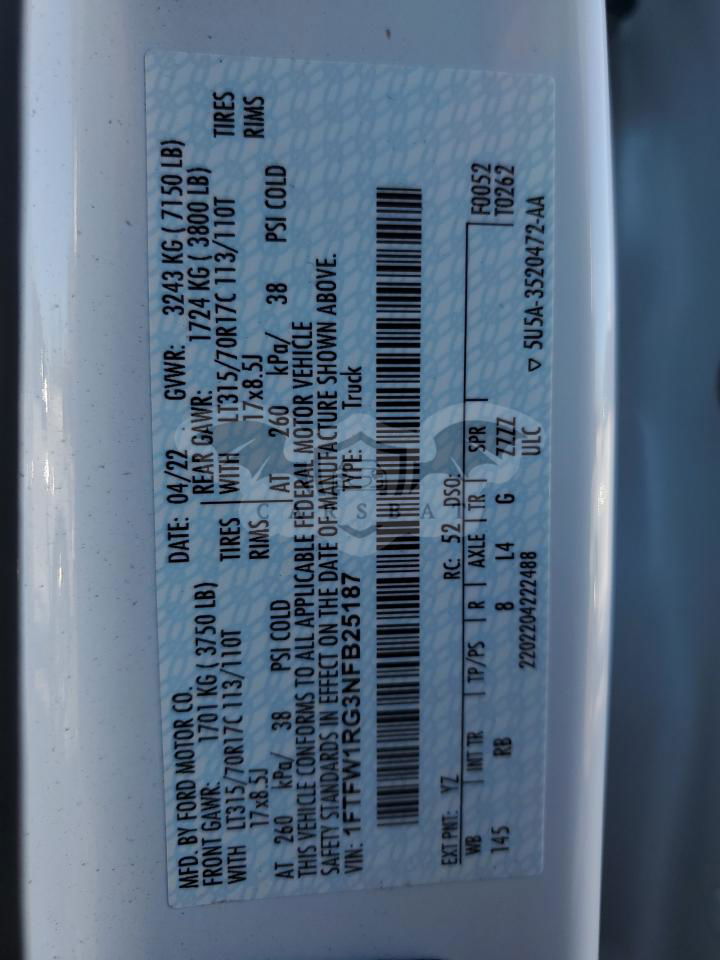 MFD. BY FORD MOTOR CO.
DATE: 04/22 GVWR: 3243 KG ( 7150 LB)
FRONT GAWR: 1701 KG ( 3750 LB)
REAR GAWR: 1724 KG ( 3800 LB)
WITH LT315/70R17C 113/110T TIRES
WITH LT315/70R17C 113/110T TIRES
17x8.5J RIMS
17x8.5J RIMS
AT 260 kPa/ 38 PSI COLD
AT 260 kPa/ 38 PSI COLD
THIS VEHICLE CONFORMS TO ALL APPLICABLE FEDERAL MOTOR VEHICLE
SAFETY STANDARDS IN EFFECT ON THE DATE OF MANUFACTURE SHOWN ABOVE.
VIN: 1FTFW1RG3NFB25187 TYPE: Truck
CARSBAT
EXT PNT: YZ RC: 52 DSO:
WB INT TR TP/PS R AXLE TR SPR F0052
145 RB 8 L4 G ZZZZ T0262
2202204222488 ULC
▽ 5U5A-3520472-AA